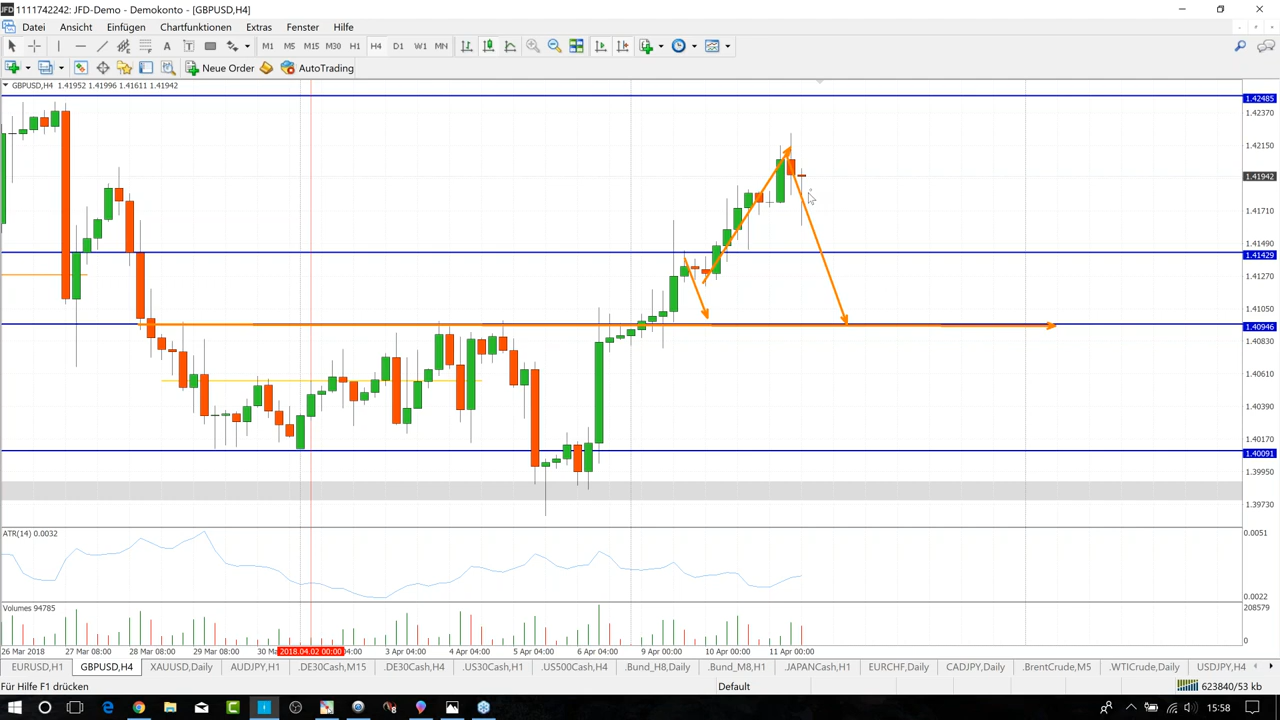 1111742242: JFD-Demo - Demokonto - [GBPUSD,H4]
Datei Ansicht Einfügen Chartfunktionen Extras Fenster Hilfe
A T M1 M5 M15 M30 H1 H4 D1 W1 MN
New Order AutoTrading
GBPUSD,H4 1.41952 1.41996 1.41611 1.41942
1.42485
1.42370
1.42150
1.41942
1.41710
1.41490
1.41429
1.41270
1.41050
1.40946
1.40830
1.40610
1.40390
1.40170
1.40091
1.39950
1.39730
ATR(14) 0.0032
0.0051
0.0022
Volumes 94785
208579
0
26 Mar 2018 27 Mar 08:00 28 Mar 08:00 29 Mar 08:00 30 Ma 2018.04.02 00:00 3 Apr 04:00 4 Apr 04:00 5 Apr 04:00 6 Apr 04:00 9 Apr 00:00 10 Apr 00:00 11 Apr 00:00
EURUSD,H1 GBPUSD,H4 XAUUSD,Daily AUDJPY,H1 .DE30Cash,M15 .DE30Cash,H4 .US30Cash,H1 .US500Cash,H4 .Bund_H8,Daily .Bund_M8,H1 .JAPANCash,H1 EURCHF,Daily CADJPY,Daily .BrentCrude,M5 .WTICrude,Daily USDJPY,H4
Für Hilfe F1 drücken Default 623840/53 kb
15:58